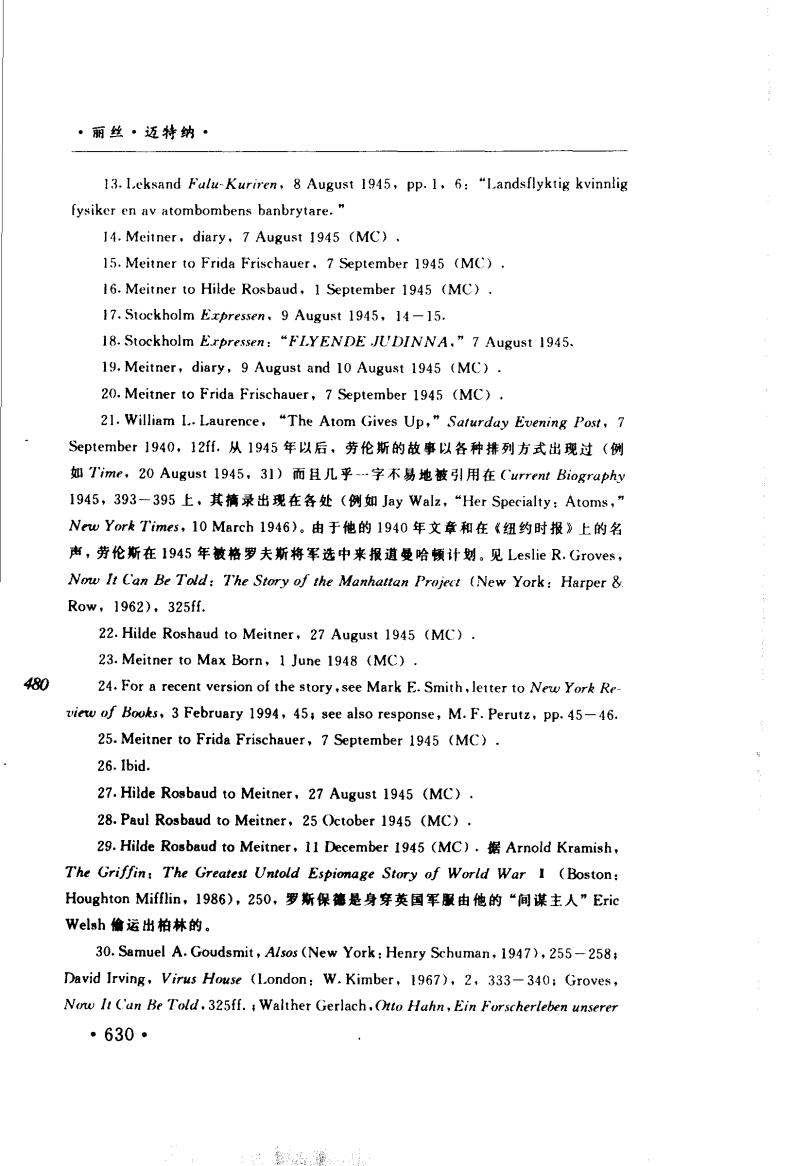 ·丽丝·迈特纳·
13. Leksand Falu-Kuriren, 8 August 1945, pp. 1, 6: “Landsflyktig kvinnlig
fysiker en av atombombens banbrytare.”
14. Meitner, diary, 7 August 1945 (MC).
15. Meitner to Frida Frischauer, 7 September 1945 (MC).
16. Meitner to Hilde Rosbaud, 1 September 1945 (MC).
17. Stockholm Expressen, 9 August 1945, 14—15.
18. Stockholm Expressen: “FLYENDE JUDINNA,” 7 August 1945.
19. Meitner, diary, 9 August and 10 August 1945 (MC).
20. Meitner to Frida Frischauer, 7 September 1945 (MC).
21. William L. Laurence, “The Atom Gives Up,” Saturday Evening Post, 7
September 1940, 12ff. 从 1945 年以后，劳伦斯的故事以各种排列方式出现过（例
如 Time, 20 August 1945, 31）而且几乎一字不易地被引用在 Current Biography
1945, 393—395 上，其摘录出现在各处（例如 Jay Walz, “Her Specialty: Atoms,”
New York Times, 10 March 1946）。由于他的 1940 年文章和在《纽约时报》上的名
声，劳伦斯在 1945 年被格罗夫斯将军选中来报道曼哈顿计划。见 Leslie R. Groves,
Now It Can Be Told: The Story of the Manhattan Project (New York: Harper &
Row, 1962), 325ff.
22. Hilde Roshaud to Meitner, 27 August 1945 (MC).
23. Meitner to Max Born, 1 June 1948 (MC).
480 24. For a recent version of the story, see Mark E. Smith, letter to New York Re-
view of Books, 3 February 1994, 45; see also response, M. F. Perutz, pp. 45—46.
25. Meitner to Frida Frischauer, 7 September 1945 (MC).
26. Ibid.
27. Hilde Rosbaud to Meitner, 27 August 1945 (MC).
28. Paul Rosbaud to Meitner, 25 October 1945 (MC).
29. Hilde Rosbaud to Meitner, 11 December 1945 (MC). 据 Arnold Kramish,
The Griffin: The Greatest Untold Espionage Story of World War Ⅰ (Boston:
Houghton Mifflin, 1986), 250, 罗斯保德是身穿英国军服由他的“间谍主人”Eric
Welsh 偷运出柏林的。
30. Samuel A. Goudsmit, Alsos (New York: Henry Schuman, 1947), 255—258;
David Irving, Virus House (London: W. Kimber, 1967), 2, 333—340; Groves,
Now It Can Be Told, 325ff.; Walther Gerlach, Otto Hahn, Ein Forscherleben unserer
·630·